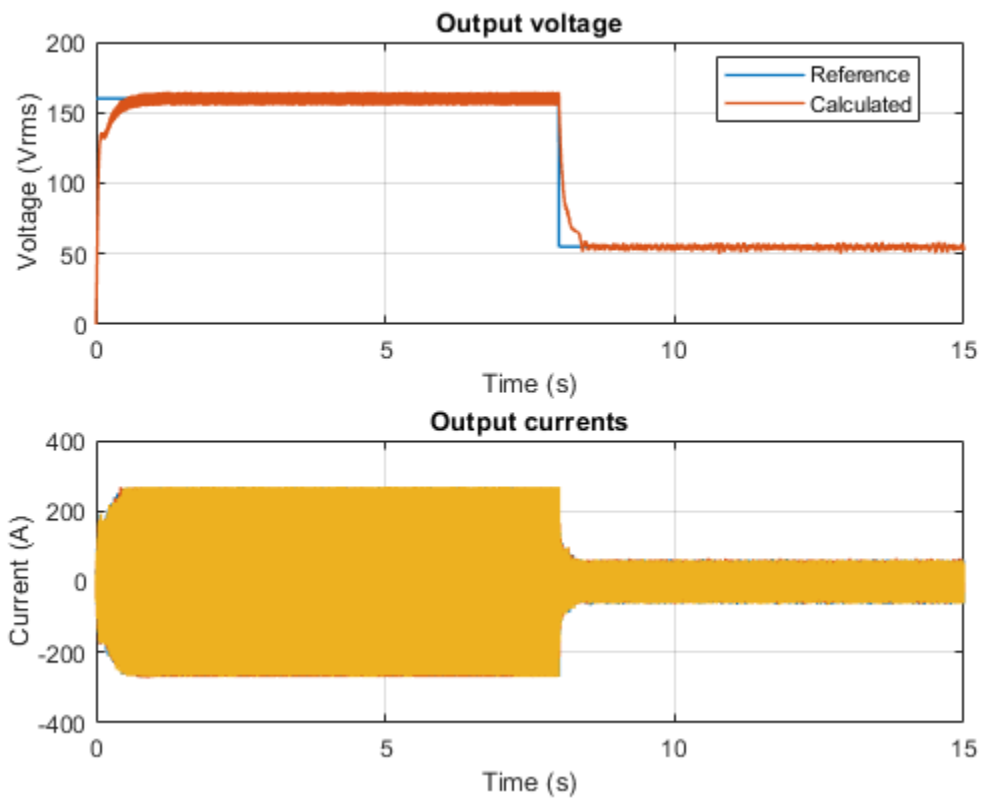 Output voltage
200
150
100
50
0
Voltage (Vrms)
Reference
Calculated
0 5 10 15
Time (s)
Output currents
400
200
0
-200
-400
Current (A)
0 5 10 15
Time (s)